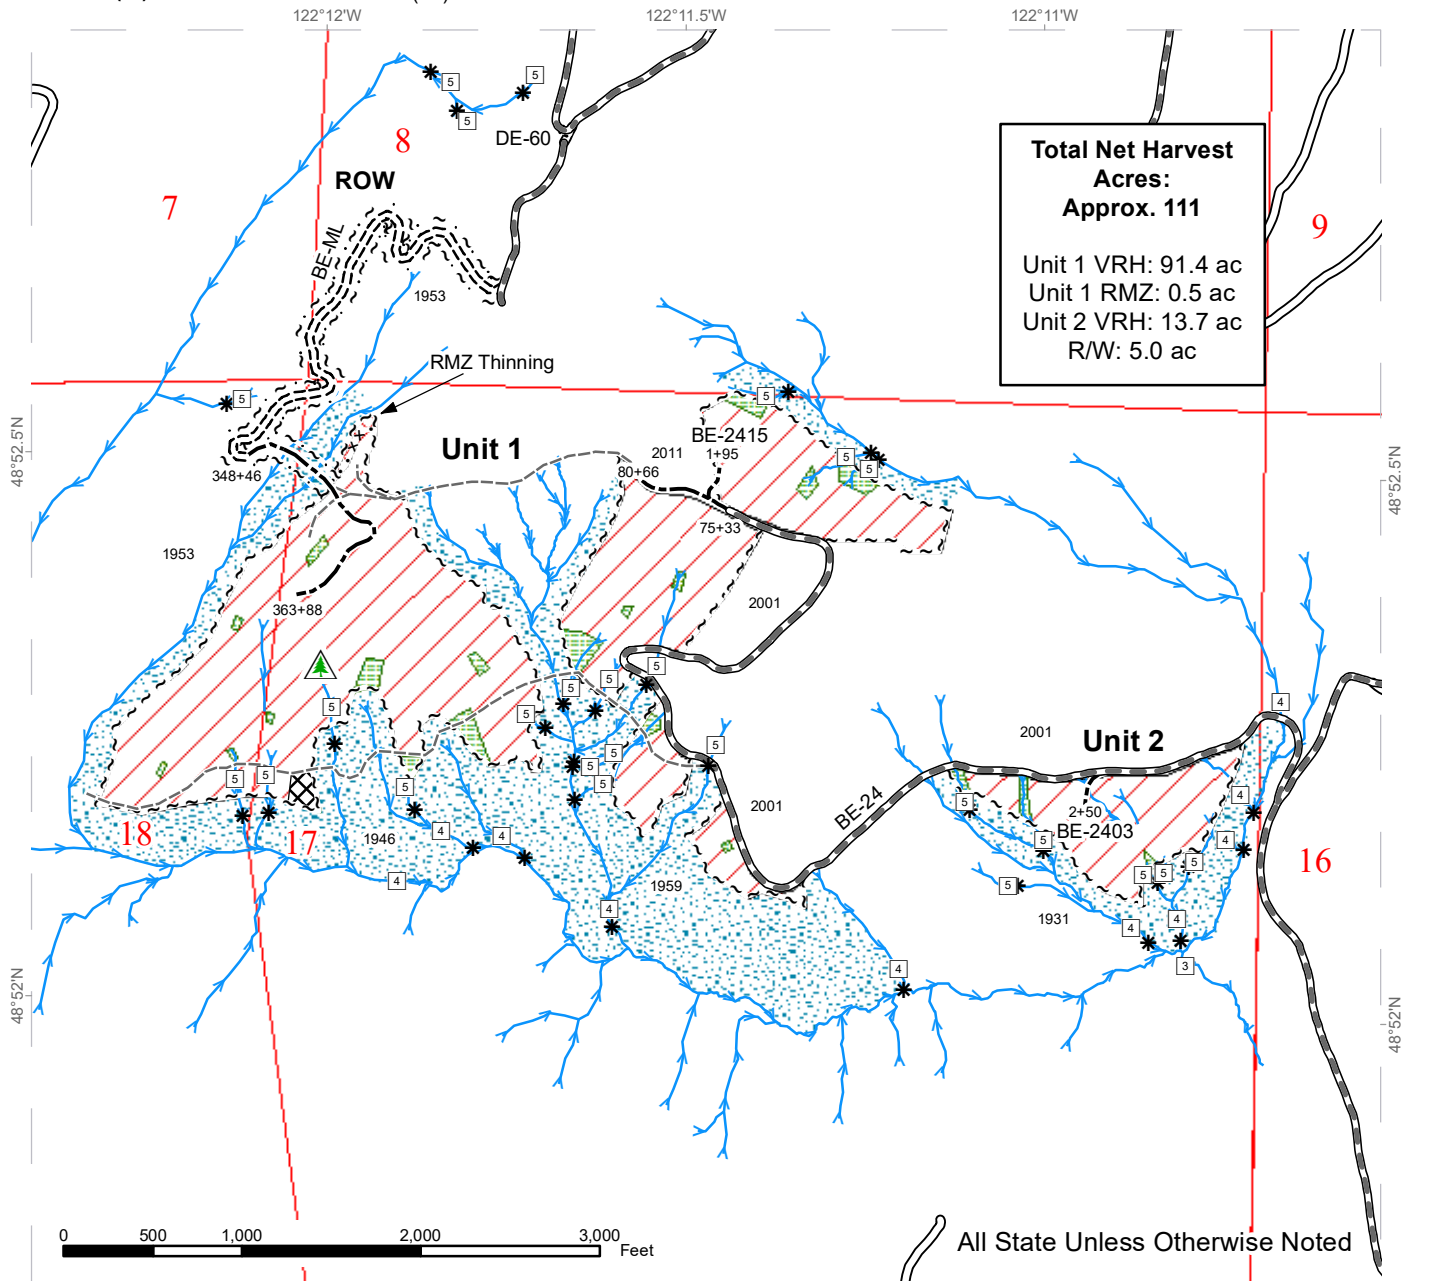 122°12'W
122°11.5'W
122°11'W
5
5
5
DE-60
8
ROW
7
BE-ML
1953
Total Net Harvest
Acres:
Approx. 111
Unit 1 VRH: 91.4 ac
Unit 1 RMZ: 0.5 ac
Unit 2 VRH: 13.7 ac
R/W: 5.0 ac
9
RMZ Thinning
5
5
48°52.5'N
48°52.5'N
Unit 1
BE-2415
1+95
2011
80+66
5
5
348+46
75+33
1953
363+88
2001
5
5
5
5
5
4
5
2001
Unit 2
5
5
5
5
5
5
5
4
2001
BE-24
2+50
BE-2403
18
17
1946
4
4
5
4
16
4
1959
5
5
5
5
1931
4
4
4
4
3
48°52'N
48°52'N
0
500
1,000
2,000
3,000
Feet
All State Unless Otherwise Noted